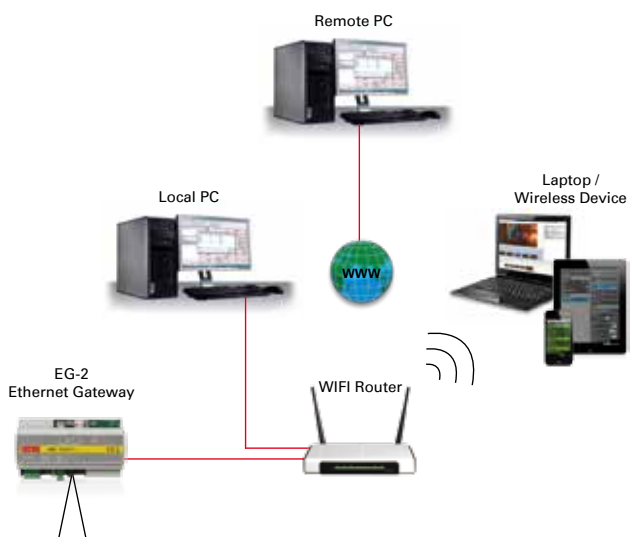 Remote PC
Local PC
Laptop /
Wireless Device
www
EG-2
Ethernet Gateway
WIFI Router